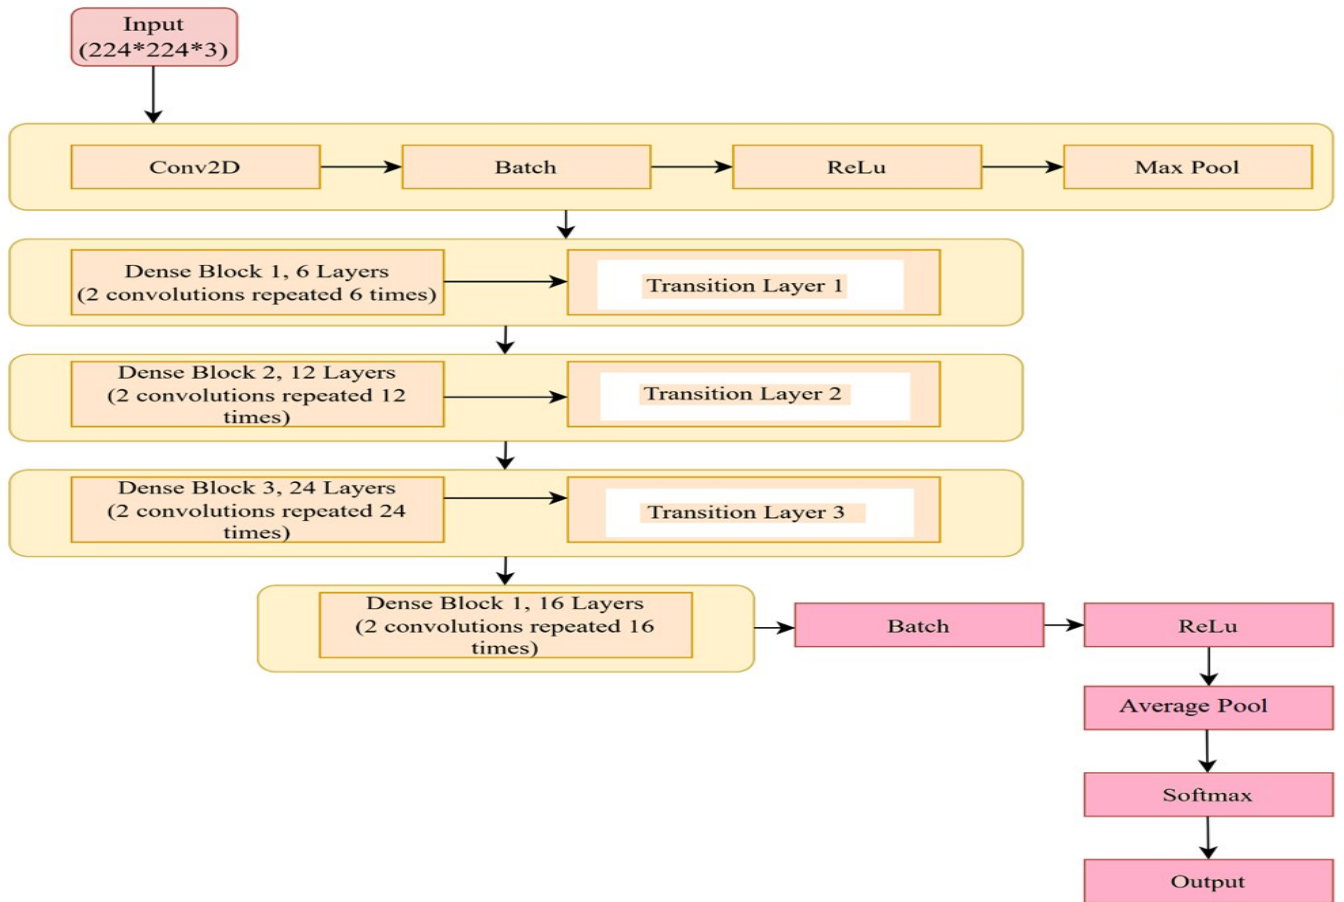 Input
(224*224*3)
Conv2D
Batch
ReLu
Max Pool
Dense Block 1, 6 Layers
(2 convolutions repeated 6 times)
Transition Layer 1
Dense Block 2, 12 Layers
(2 convolutions repeated 12
times)
Transition Layer 2
Dense Block 3, 24 Layers
(2 convolutions repeated 24
times)
Transition Layer 3
Dense Block 1, 16 Layers
(2 convolutions repeated 16
times)
Batch
ReLu
Average Pool
Softmax
Output